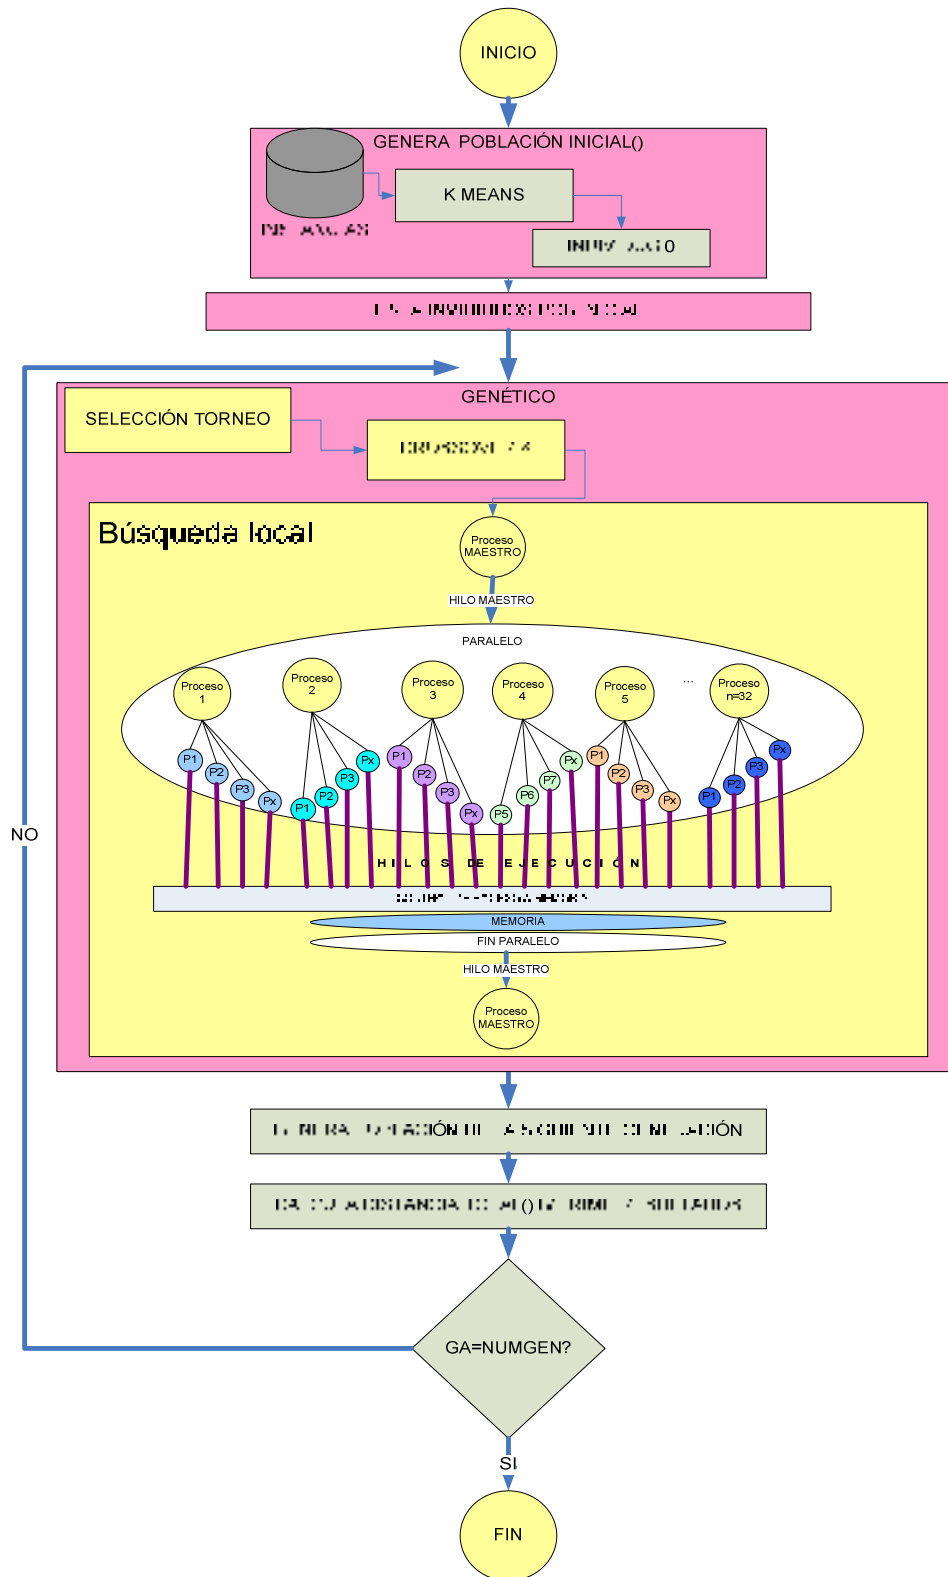 INICIO
GENERA POBLACIÓN INICIAL()
K MEANS
GENÉTICO
SELECCIÓN TORNEO
Búsqueda local
Proceso
MAESTRO
HILO MAESTRO
PARALELO
Proceso
1
Proceso
2
Proceso
3
Proceso
4
Proceso
5
...
Proceso
n=32
P1
P2
P3
Px
P1
P2
P3
Px
P1
P2
P3
Px
P5
P6
P7
Px
P1
P2
P3
Px
P1
P2
P3
Px
HILOS DE EJECUCIÓN
MEMORIA
FIN PARALELO
HILO MAESTRO
Proceso
MAESTRO
NO
GA=NUMGEN?
SI
FIN